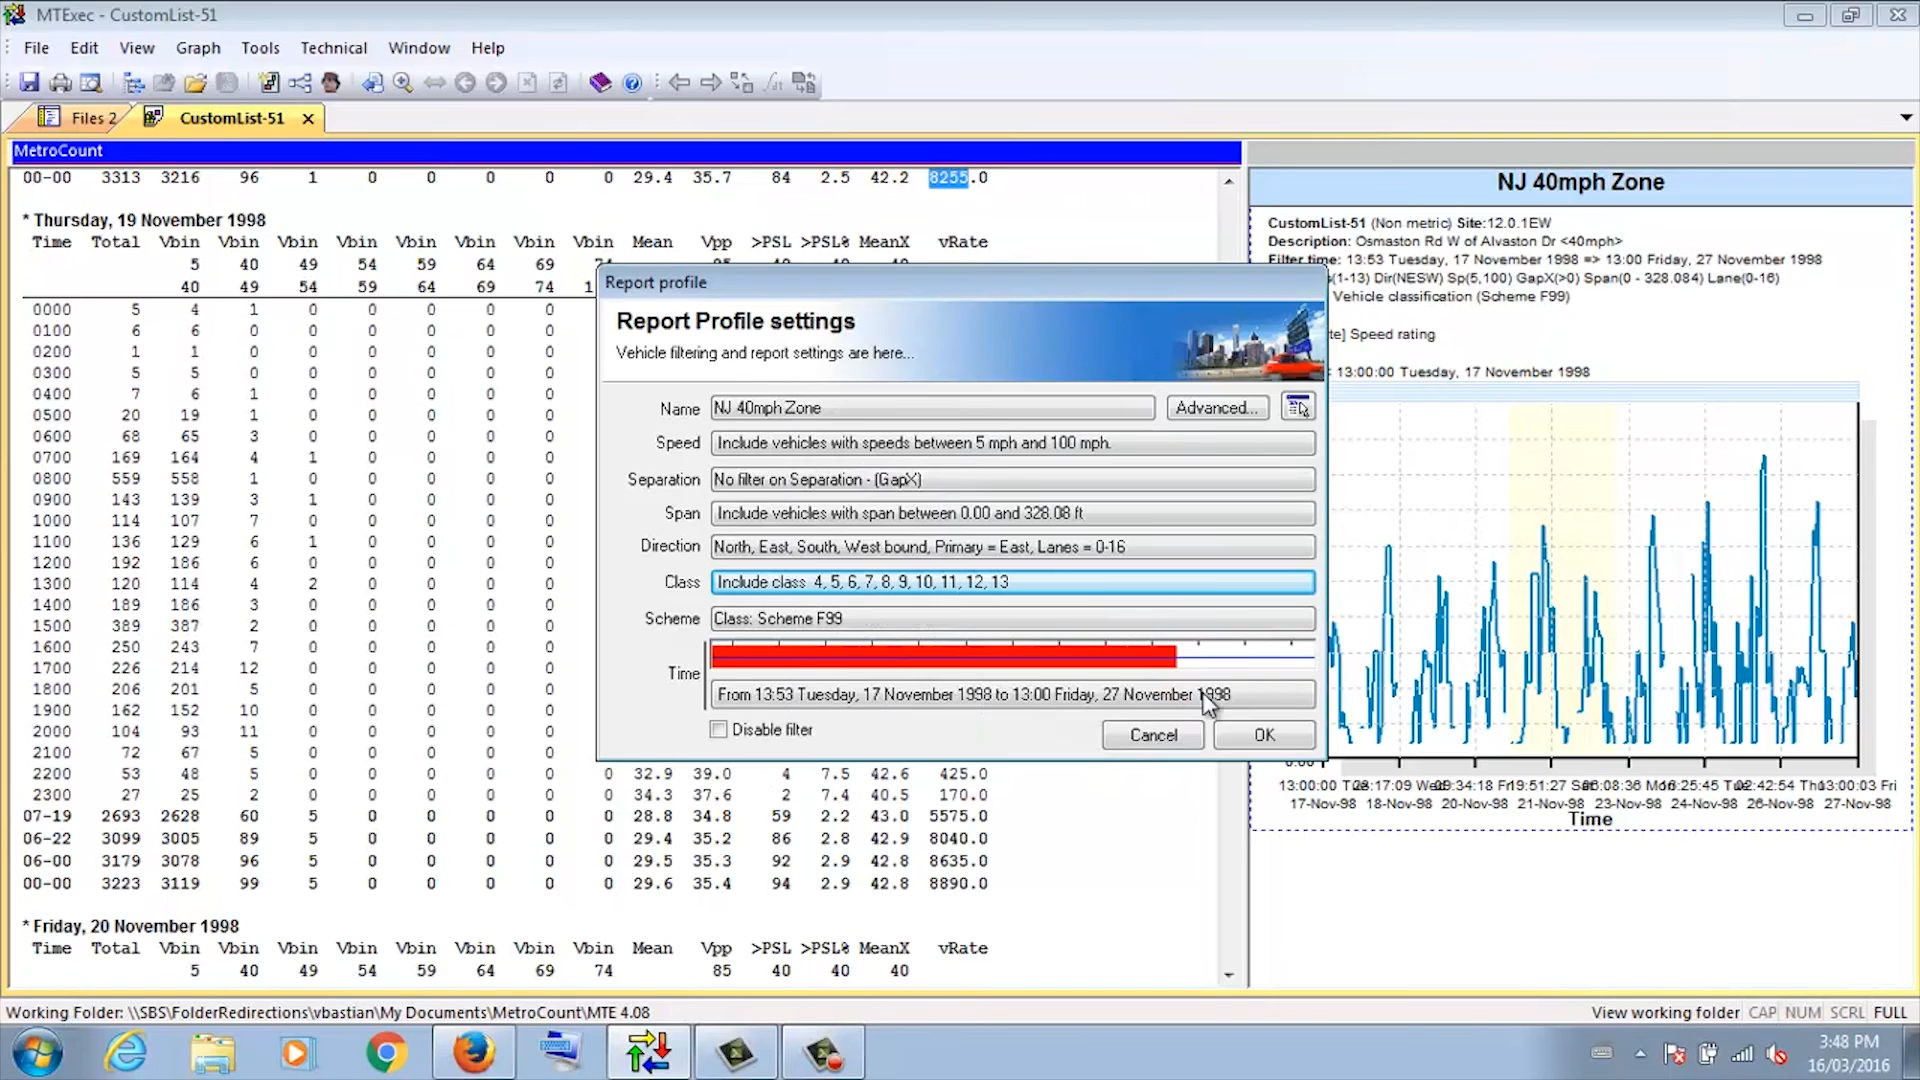 MTExec - CustomList-51
File Edit View Graph Tools Technical Window Help
Files 2 CustomList-51
MetroCount
00-00 3313 3216 96 1 0 0 0 0 0 29.4 35.7 84 2.5 42.2 8255.0
* Thursday, 19 November 1998
Time Total Vbin Vbin Vbin Vbin Vbin Vbin Vbin Vbin Mean Vpp >PSL >PSL% MeanX vRate
5 40 49 54 59 64 69 74
40 49 54 59 64 69 74 1
0000 5 4 1 0 0 0 0 0
0100 6 6 0 0 0 0 0 0
0200 1 1 0 0 0 0 0 0
0300 5 5 0 0 0 0 0 0
0400 7 6 1 0 0 0 0 0
0500 20 19 1 0 0 0 0 0
0600 68 65 3 0 0 0 0 0
0700 169 164 4 1 0 0 0 0
0800 559 558 1 0 0 0 0 0
0900 143 139 3 1 0 0 0 0
1000 114 107 7 0 0 0 0 0
1100 136 129 6 1 0 0 0 0
1200 192 186 6 0 0 0 0 0
1300 120 114 4 2 0 0 0 0
1400 189 186 3 0 0 0 0 0
1500 389 387 2 0 0 0 0 0
1600 250 243 7 0 0 0 0 0
1700 226 214 12 0 0 0 0 0
1800 206 201 5 0 0 0 0 0
1900 162 152 10 0 0 0 0 0
2000 104 93 11 0 0 0 0 0
2100 72 67 5 0 0 0 0 0
2200 53 48 5 0 0 0 0 0 0 32.9 39.0 4 7.5 42.6 425.0
2300 27 25 2 0 0 0 0 0 0 34.3 37.6 2 7.4 40.5 170.0
07-19 2693 2628 60 5 0 0 0 0 0 28.8 34.8 59 2.2 43.0 5575.0
06-22 3099 3005 89 5 0 0 0 0 0 29.4 35.2 86 2.8 42.9 8040.0
06-00 3179 3078 96 5 0 0 0 0 0 29.5 35.3 92 2.9 42.8 8635.0
00-00 3223 3119 99 5 0 0 0 0 0 29.6 35.4 94 2.9 42.8 8890.0
* Friday, 20 November 1998
Time Total Vbin Vbin Vbin Vbin Vbin Vbin Vbin Vbin Mean Vpp >PSL >PSL% MeanX vRate
5 40 49 54 59 64 69 74 85 40 40 40
Report profile
Report Profile settings
Vehicle filtering and report settings are here...
Name NJ 40mph Zone Advanced...
Speed Include vehicles with speeds between 5 mph and 100 mph.
Separation No filter on Separation - (GapX)
Span Include vehicles with span between 0.00 and 328.08 ft
Direction North, East, South, West bound, Primary = East, Lanes = 0-16
Class Include class 4, 5, 6, 7, 8, 9, 10, 11, 12, 13
Scheme Class: Scheme F99
Time
From 13:53 Tuesday, 17 November 1998 to 13:00 Friday, 27 November 1998
Disable filter Cancel OK
NJ 40mph Zone
CustomList-51 (Non metric) Site:12.0.1EW
Description: Osmaston Rd W of Alvaston Dr <40mph>
Filter time: 13:53 Tuesday, 17 November 1998 => 13:00 Friday, 27 November 1998
(1-13) Dir(NESW) Sp(5,100) GapX(>0) Span(0 - 328.084) Lane(0-16)
Vehicle classification (Scheme F99)
te] Speed rating
13:00:00 Tuesday, 17 November 1998
13:00:00 13:00:03 Fri
17-Nov-98 18-Nov-98 20-Nov-98 21-Nov-98 23-Nov-98 24-Nov-98 26-Nov-98 27-Nov-98
Time
Working Folder: \\SBS\FolderRedirections\vbastian\My Documents\MetroCount\MTE 4.08
View working folder CAP NUM SCRL FULL
3:48 PM
16/03/2016